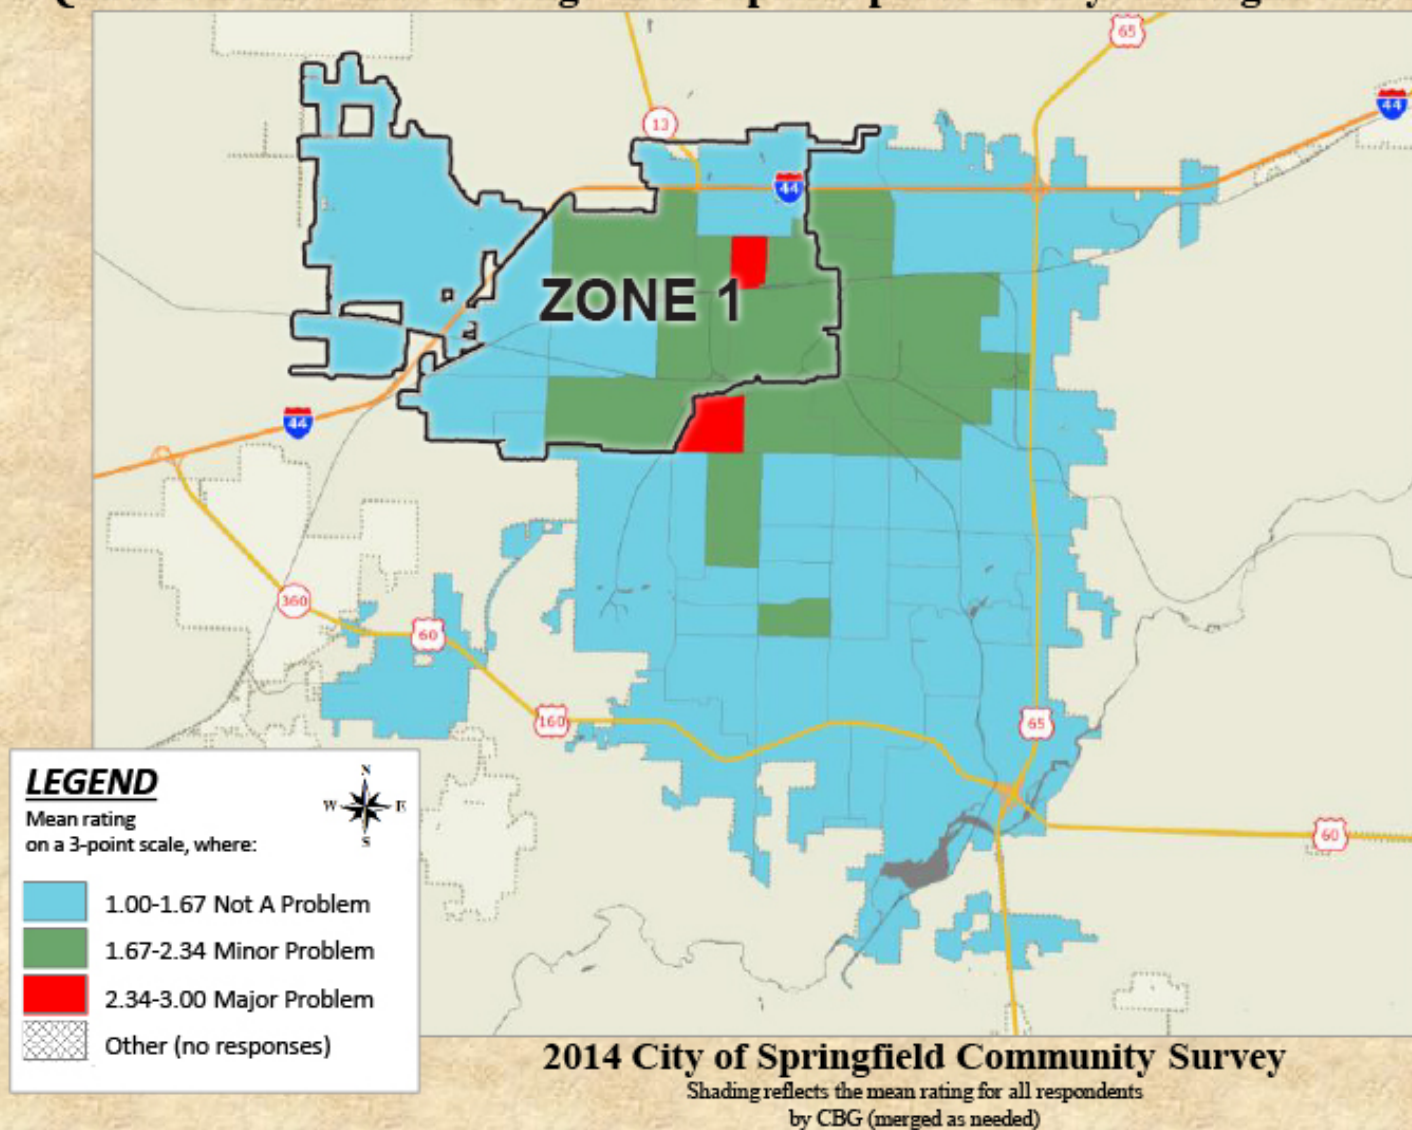 65
44
13
44
ZONE 1
44
360
60
160
65
60
LEGEND
Mean rating
on a 3-point scale, where:
N
W E
S
1.00-1.67 Not A Problem
1.67-2.34 Minor Problem
2.34-3.00 Major Problem
Other (no responses)
2014 City of Springfield Community Survey
Shading reflects the mean rating for all respondents
by CBG (merged as needed)